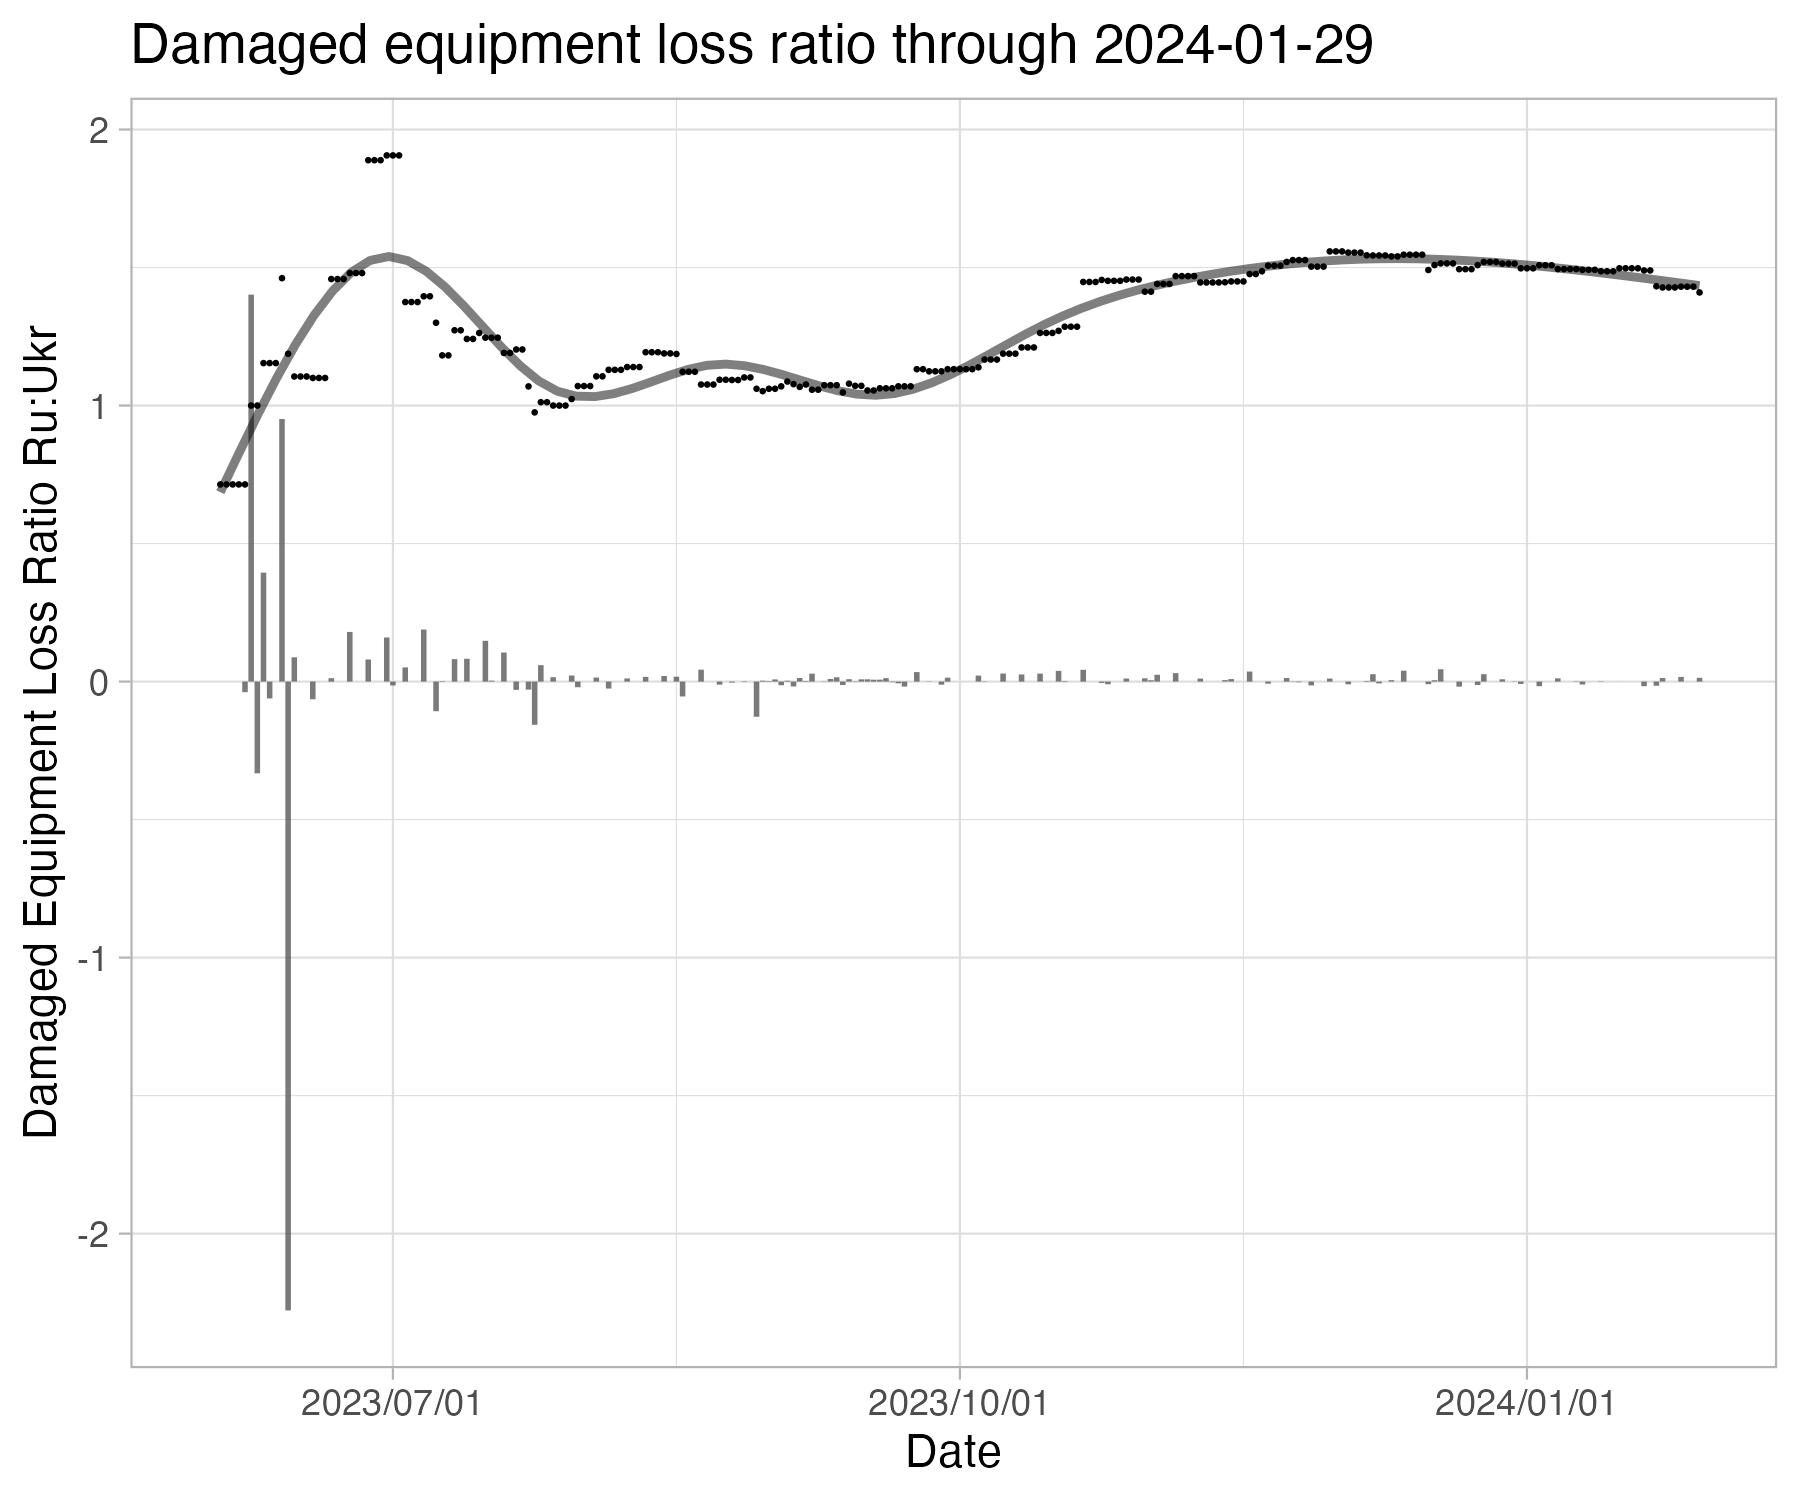 Damaged equipment loss ratio through 2024-01-29
Damaged Equipment Loss Ratio Ru:Ukr
2
1
0
-1
-2
2023/07/01
2023/10/01
2024/01/01
Date